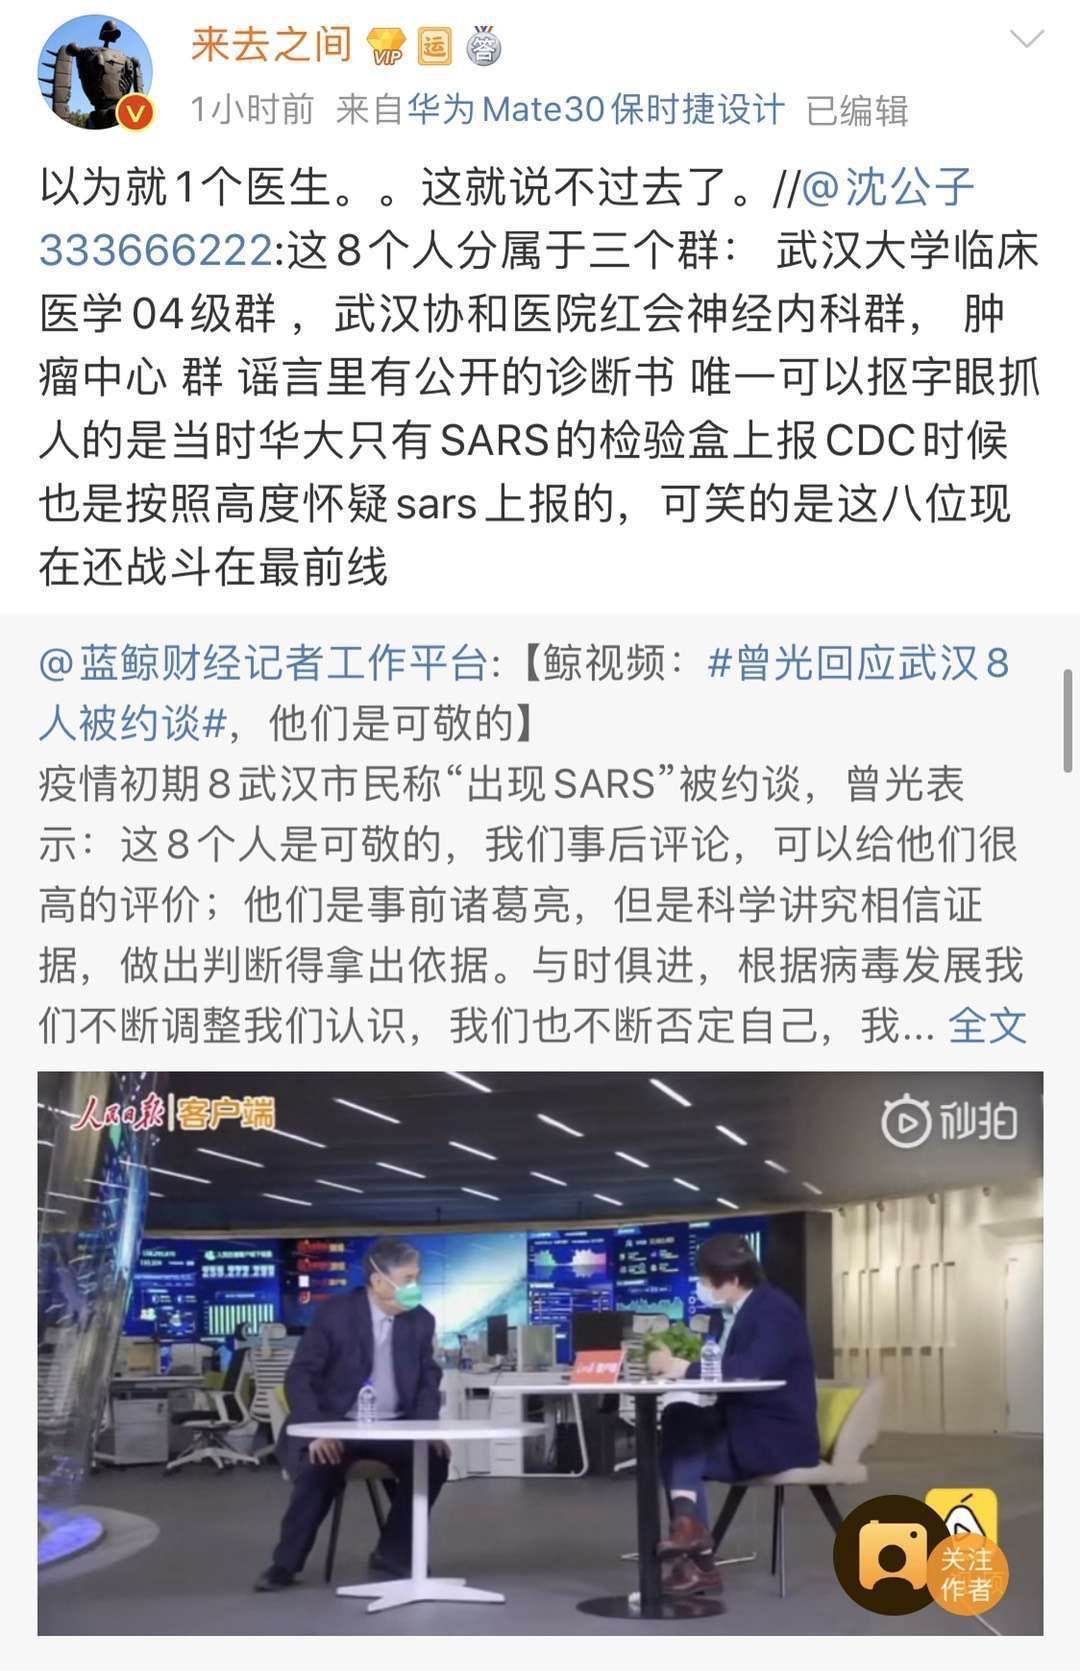 来去之间 VIP 运 答
1小时前 来自华为Mate30保时捷设计 已编辑
以为就1个医生。。这就说不过去了。//@沈公子
333666222:这8个人分属于三个群： 武汉大学临床
医学04级群 ，武汉协和医院红会神经内科群， 肿
瘤中心 群 谣言里有公开的诊断书 唯一可以抠字眼抓
人的是当时华大只有SARS的检验盒上报CDC时候
也是按照高度怀疑sars上报的，可笑的是这八位现
在还战斗在最前线
@蓝鲸财经记者工作平台:【鲸视频：#曾光回应武汉8
人被约谈#，他们是可敬的】
疫情初期8武汉市民称“出现SARS”被约谈，曾光表
示：这8个人是可敬的，我们事后评论，可以给他们很
高的评价；他们是事前诸葛亮，但是科学讲究相信证
据，做出判断得拿出依据。与时俱进，根据病毒发展我
们不断调整我们认识，我们也不断否定自己，我... 全文
人民日报|客户端
秒拍
关注
作者